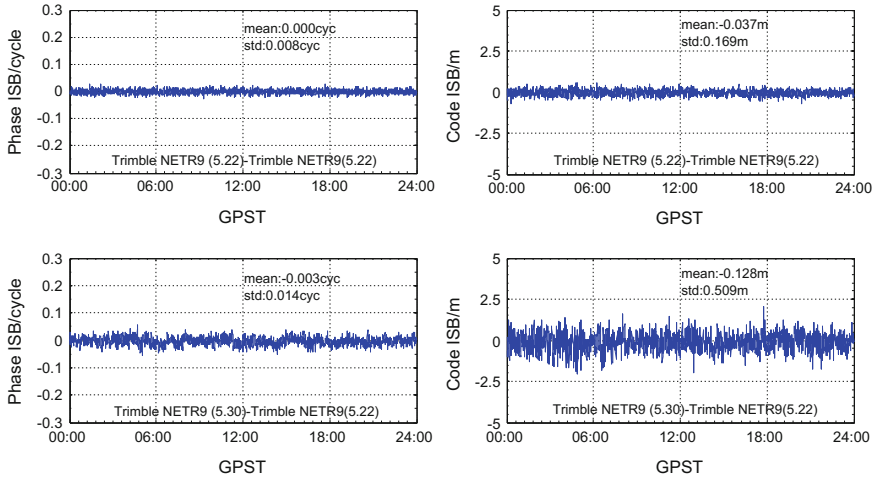 Phase ISB/cycle
0.3
0.2
0.1
0
-0.1
-0.2
-0.3
mean:0.000cyc
std:0.008cyc
Trimble NETR9 (5.22)-Trimble NETR9(5.22)
00:00 06:00 12:00 18:00 24:00
GPST
Code ISB/m
5
2.5
0
-2.5
-5
mean:-0.037m
std:0.169m
Trimble NETR9 (5.22)-Trimble NETR9(5.22)
00:00 06:00 12:00 18:00 24:00
GPST
Phase ISB/cycle
0.3
0.2
0.1
0
-0.1
-0.2
-0.3
mean:-0.003cyc
std:0.014cyc
Trimble NETR9 (5.30)-Trimble NETR9(5.22)
00:00 06:00 12:00 18:00 24:00
GPST
Code ISB/m
5
2.5
0
-2.5
-5
mean:-0.128m
std:0.509m
Trimble NETR9 (5.30)-Trimble NETR9(5.22)
00:00 06:00 12:00 18:00 24:00
GPST